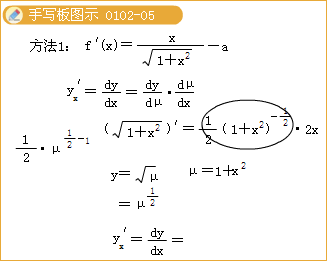 手写板图示 0102-05
方法1: f′(x)= x/√(1+x²) −a
yₓ′= dy/dx = dy/dμ · dμ/dx
(√(1+x²))′= 1/2 (1+x²)^(−1/2) · 2x
1/2 · μ^(1/2 −1)
y=√μ μ=1+x²
=μ^(1/2)
yₓ′= dy/dx =